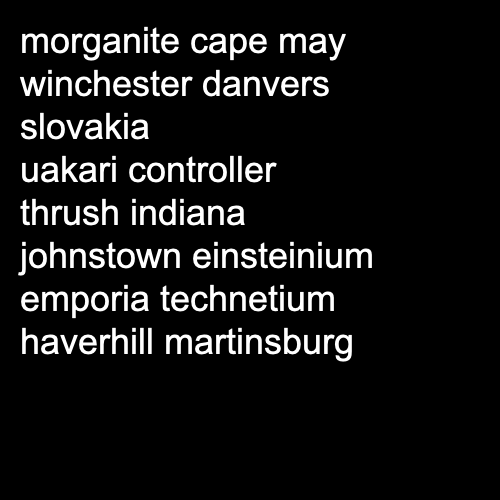 morganite cape may
winchester danvers
slovakia
uakari controller
thrush indiana
johnstown einsteinium
emporia technetium
haverhill martinsburg